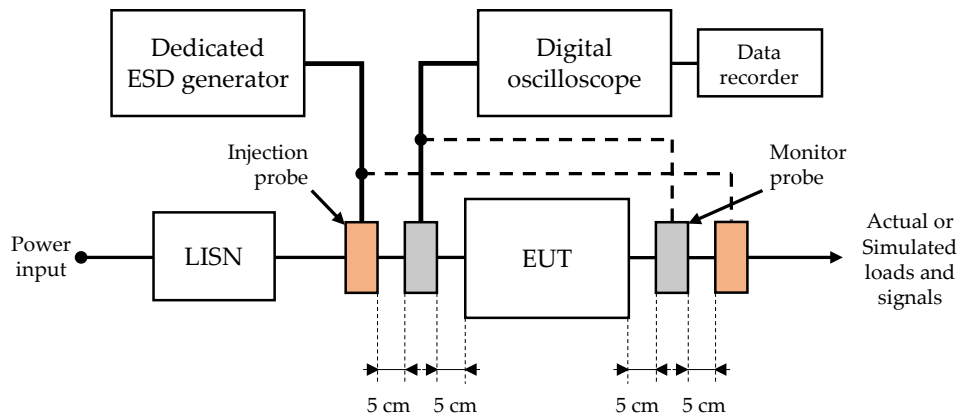 Dedicated
ESD generator
Digital
oscilloscope
Data
recorder
Injection
probe
Monitor
probe
Power
input
LISN
EUT
Actual or
Simulated
loads and
signals
5 cm
5 cm
5 cm
5 cm